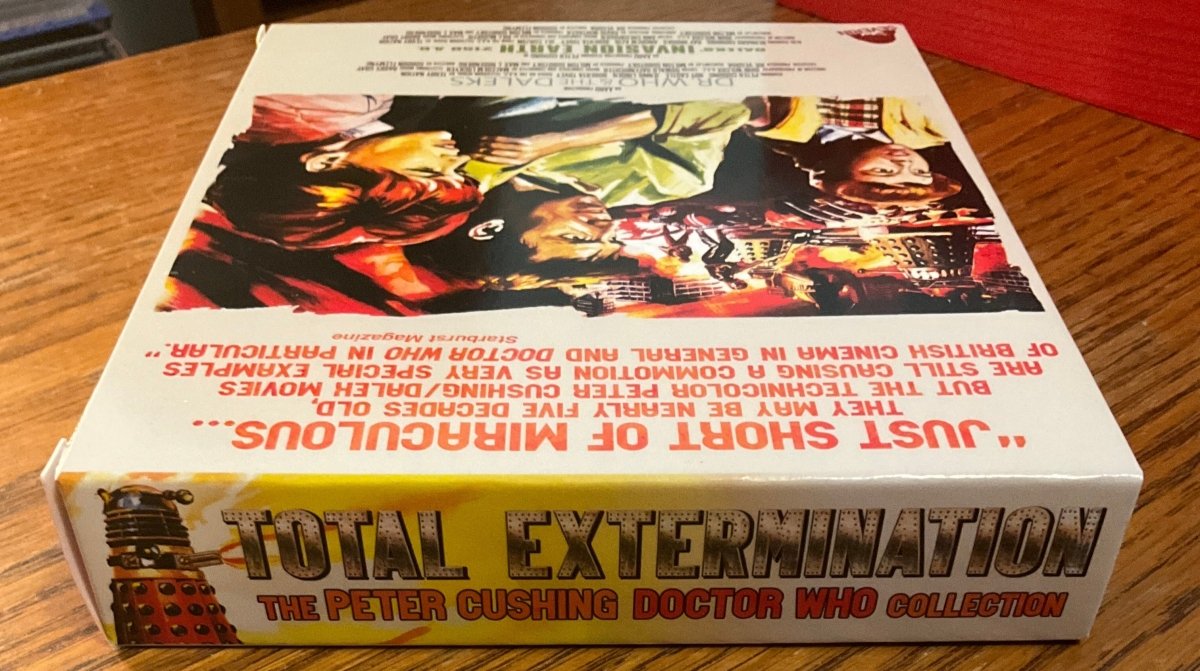 "JUST SHORT OF MIRACULOUS...
THEY MAY BE NEARLY FIVE DECADES OLD,
BUT THE TECHNICOLOR PETER CUSHING/DALEK MOVIES
ARE STILL CAUSING A COMMOTION AS VERY SPECIAL EXAMPLES
OF BRITISH CINEMA IN GENERAL AND DOCTOR WHO IN PARTICULAR."
Starburst Magazine
DR. WHO & THE DALEKS
DALEKS' INVASION EARTH 2150 A.D.
TOTAL EXTERMINATION
THE PETER CUSHING DOCTOR WHO COLLECTION